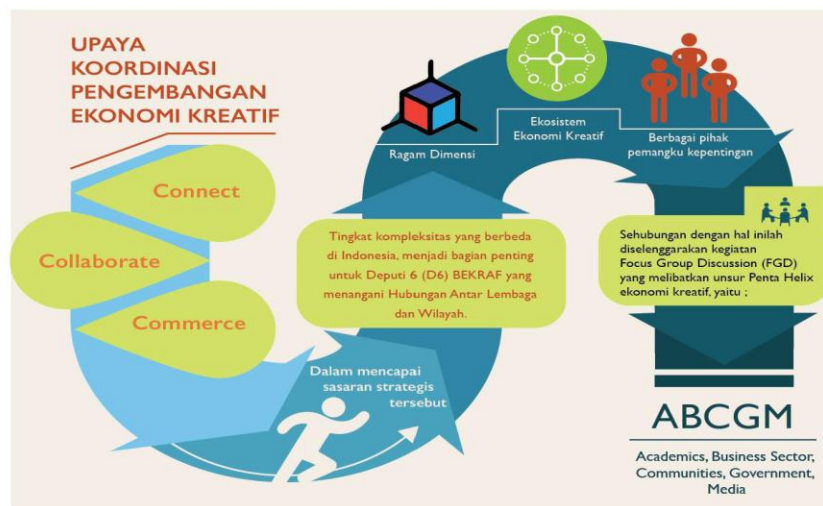 UPAYA
KOORDINASI
PENGEMBANGAN
EKONOMI KREATIF
Connect
Collaborate
Commerce
Dalam mencapai
sasaran strategis
tersebut
Tingkat kompleksitas yang berbeda
di Indonesia, menjadi bagian penting
untuk Deputi 6 (D6) BEKRAF yang
menangani Hubungan Antar Lembaga
dan Wilayah.
Ragam Dimensi
Ekosistem
Ekonomi Kreatif
Berbagai pihak
pemangku kepentingan
Sehubungan dengan hal inilah
diselenggarakan kegiatan
Focus Group Discussion (FGD)
yang melibatkan unsur Penta Helix
ekonomi kreatif, yaitu ;
ABCGM
Academics, Business Sector,
Communities, Government,
Media